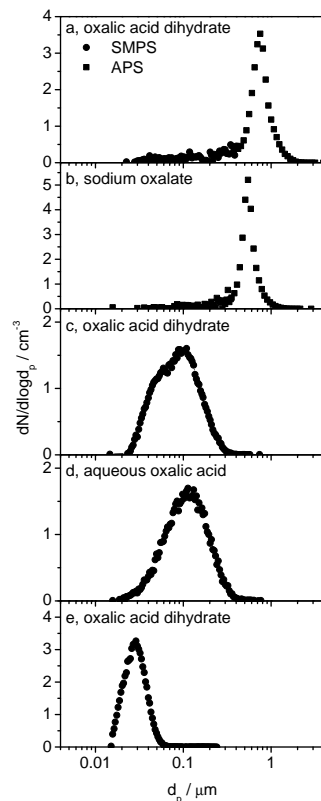 a, oxalic acid dihydrate
SMPS
APS
4
3
2
1
0
b, sodium oxalate
5
4
3
2
1
0
c, oxalic acid dihydrate
2
1
0
d, aqueous oxalic acid
2
1
0
e, oxalic acid dihydrate
4
3
2
1
0
dN/dlogdp / cm-3
0.01 0.1 1
dp / μm